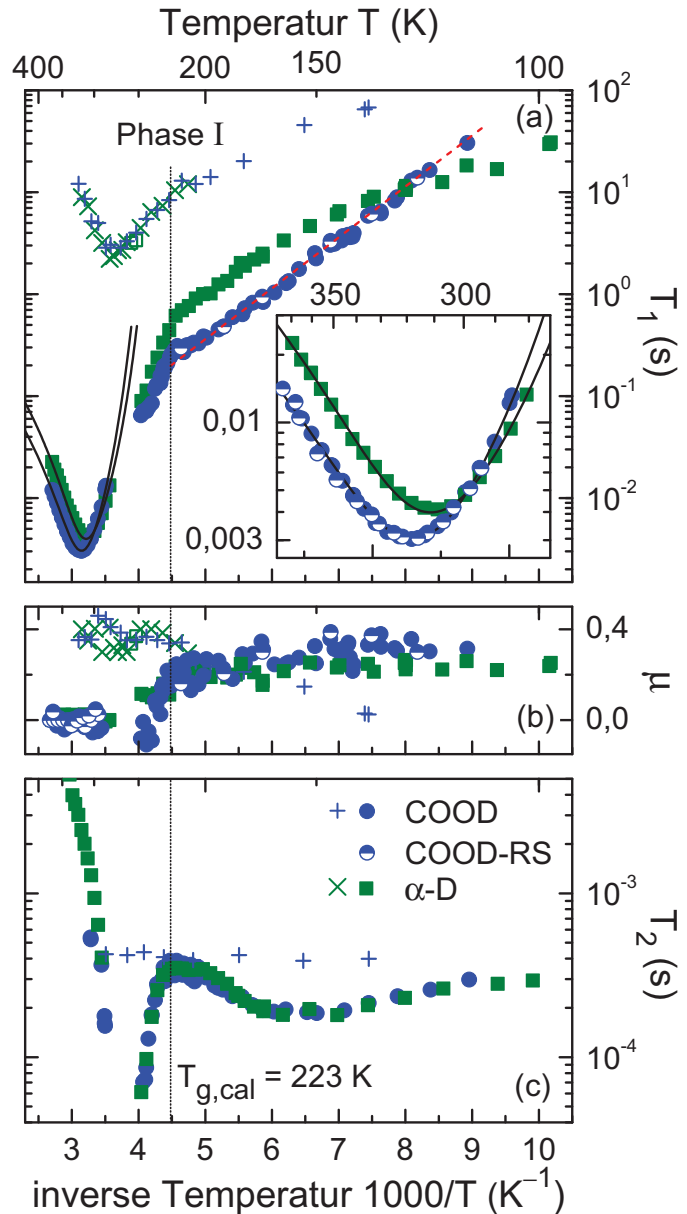 Temperatur T (K)
400 200 150 100
Phase I
(a)
10²
10¹
10⁰
10⁻¹
10⁻²
T₁ (s)
350 300
0,01
0,003
0,4
0,0
μ
(b)
COOD
COOD-RS
α-D
10⁻³
10⁻⁴
T₂ (s)
T_g,cal = 223 K
(c)
3 4 5 6 7 8 9 10
inverse Temperatur 1000/T (K⁻¹)